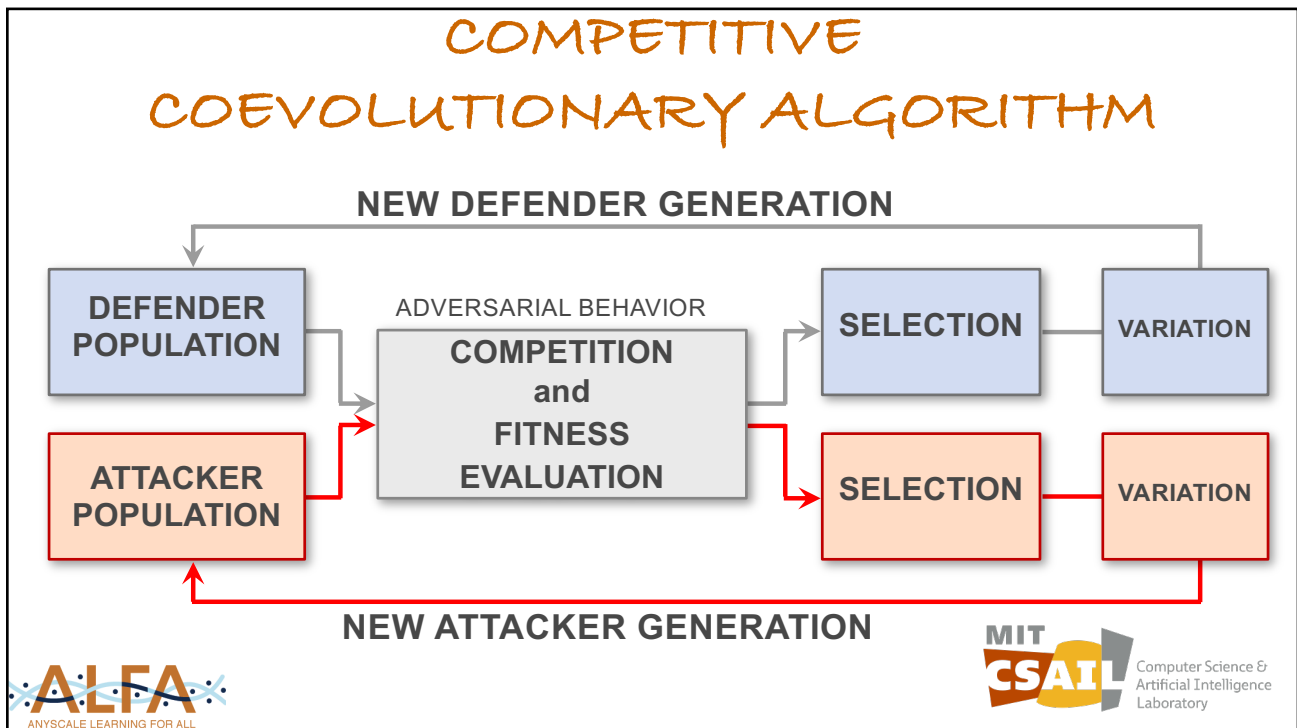 COMPETITIVE
COEVOLUTIONARY ALGORITHM
NEW DEFENDER GENERATION
DEFENDER
POPULATION
ADVERSARIAL BEHAVIOR
COMPETITION
and
FITNESS
EVALUATION
SELECTION
VARIATION
ATTACKER
POPULATION
SELECTION
VARIATION
NEW ATTACKER GENERATION
ALFA
ANYSCALE LEARNING FOR ALL
MIT
CSAIL
Computer Science &
Artificial Intelligence
Laboratory